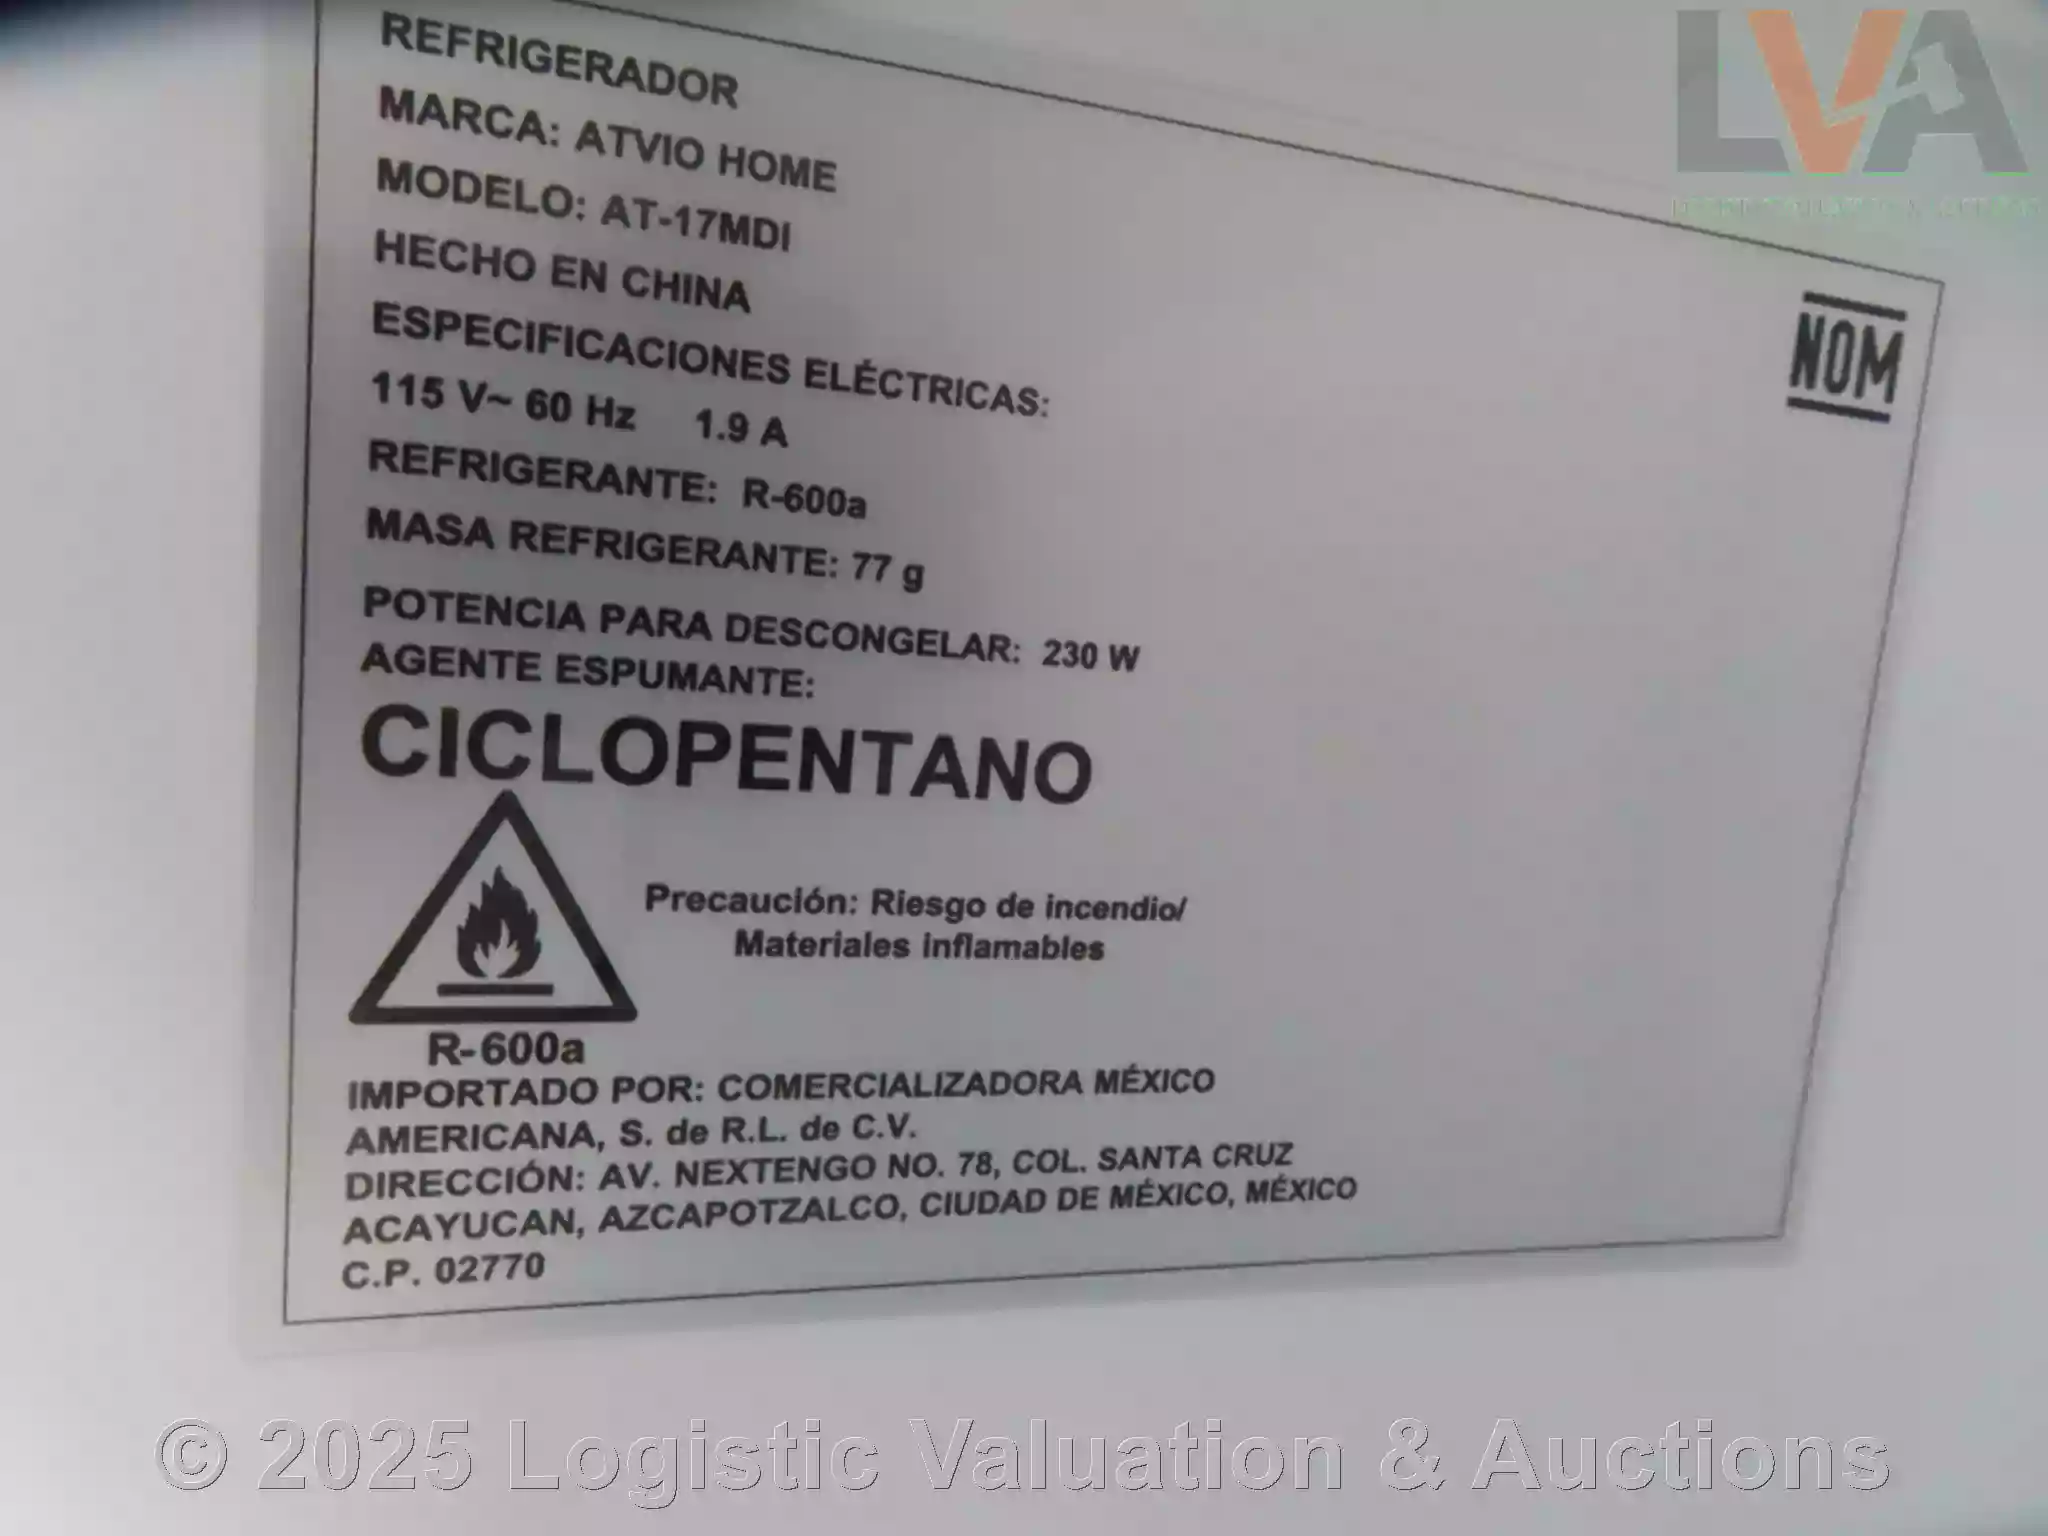 REFRIGERADOR
MARCA: ATVIO HOME
MODELO: AT-17MDI
HECHO EN CHINA
ESPECIFICACIONES ELÉCTRICAS:
115 V~ 60 Hz 1.9 A
REFRIGERANTE: R-600a
MASA REFRIGERANTE: 77 g
POTENCIA PARA DESCONGELAR: 230 W
AGENTE ESPUMANTE:
CICLOPENTANO
Precaución: Riesgo de incendio/
Materiales inflamables
R-600a
IMPORTADO POR: COMERCIALIZADORA MÉXICO
AMERICANA, S. de R.L. de C.V.
DIRECCIÓN: AV. NEXTENGO NO. 78, COL. SANTA CRUZ
ACAYUCAN, AZCAPOTZALCO, CIUDAD DE MÉXICO, MÉXICO
C.P. 02770
NOM
LVA
© 2025 Logistic Valuation & Auctions